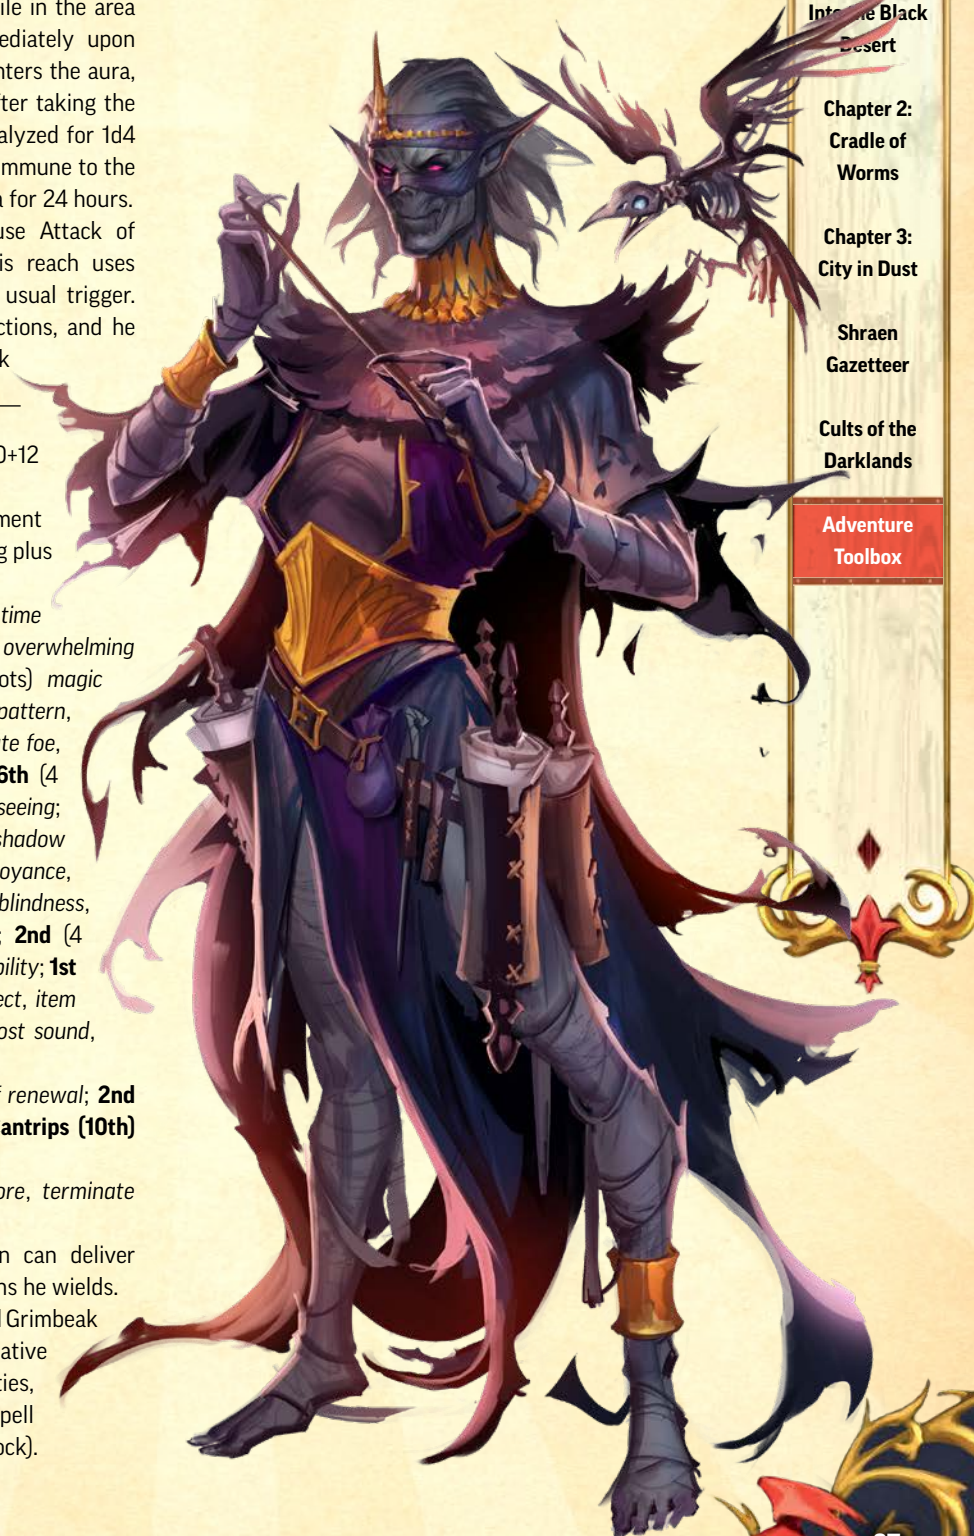 ile in the area
ediately upon
nters the aura,
fter taking the
alyzed for 1d4
mmune to the
a for 24 hours.
use Attack of
is reach uses
usual trigger.
ctions, and he
k
0+12
ment
g plus
time
overwhelming
ots) magic
pattern,
te foe,
6th (4
seeing;
shadow
oyance,
blindness,
; 2nd (4
bility; 1st
ect, item
ost sound,
f renewal; 2nd
antrips (10th)
ore, terminate
n can deliver
ns he wields.
d Grimbeak
ative
ties,
pell
ock).
Into the Black
Desert
Chapter 2:
Cradle of
Worms
Chapter 3:
City in Dust
Shraen
Gazetteer
Cults of the
Darklands
Adventure
Toolbox